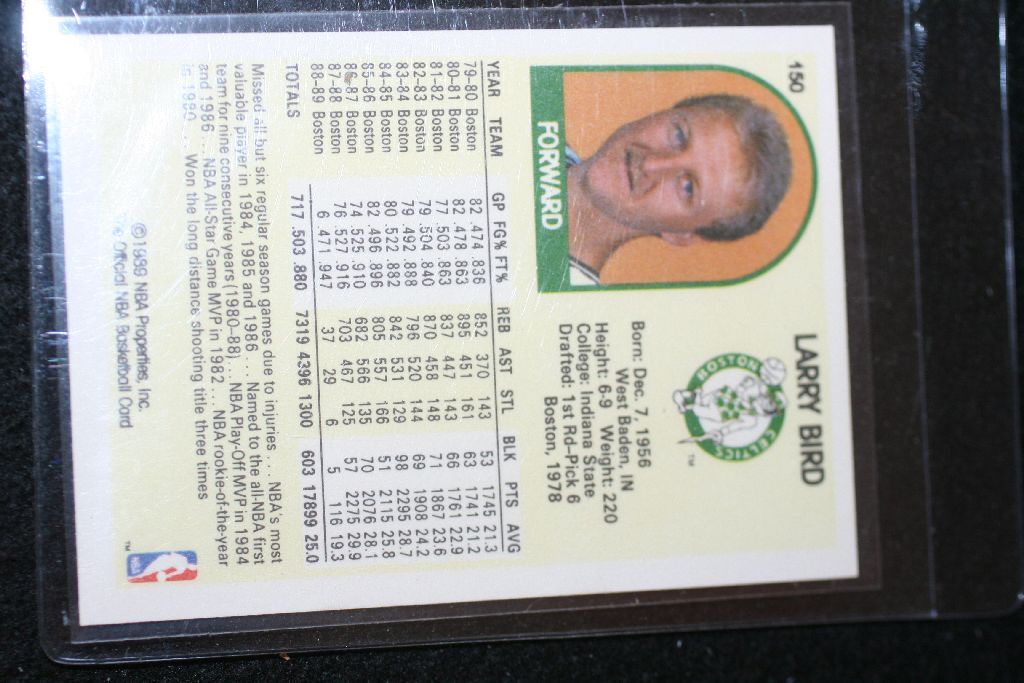 150
LARRY BIRD
FORWARD
BOSTON
CELTICS
TM
Born: Dec. 7, 1956
West Baden, IN
Height: 6-9 Weight: 220
College: Indiana State
Drafted: 1st Rd-Pick 6
Boston, 1978
YEAR TEAM GP FG% FT% REB AST STL BLK PTS AVG
79-80 Boston 82 .474 .836 852 370 143 53 1745 21.3
80-81 Boston 82 .478 .863 895 451 161 63 1741 21.2
81-82 Boston 77 .503 .863 837 447 143 66 1761 22.9
82-83 Boston 79 .504 .840 870 458 148 71 1867 23.6
83-84 Boston 79 .492 .888 796 520 144 69 1908 24.2
84-85 Boston 80 .522 .882 842 531 129 98 2295 28.7
85-86 Boston 82 .496 .896 805 557 166 51 2115 25.8
86-87 Boston 74 .525 .910 682 566 135 70 2076 28.1
87-88 Boston 76 .527 .916 703 467 125 57 2275 29.9
88-89 Boston 6 .471 .947 37 29 6 5 116 19.3
TOTALS 717 .503 .880 7319 4396 1300 603 17899 25.0
Missed all but six regular season games due to injuries . . . NBA's most
valuable player in 1984, 1985 and 1986 . . . Named to the all-NBA first
team for nine consecutive years (1980-88) . . . NBA Play-Off MVP in 1984
and 1986 . . . NBA All-Star Game MVP in 1982 . . . NBA rookie-of-the-year
in 1980 . . . Won the long distance shooting title three times
©1989 NBA Properties, Inc.
The Official NBA Basketball Card
TM
NBA